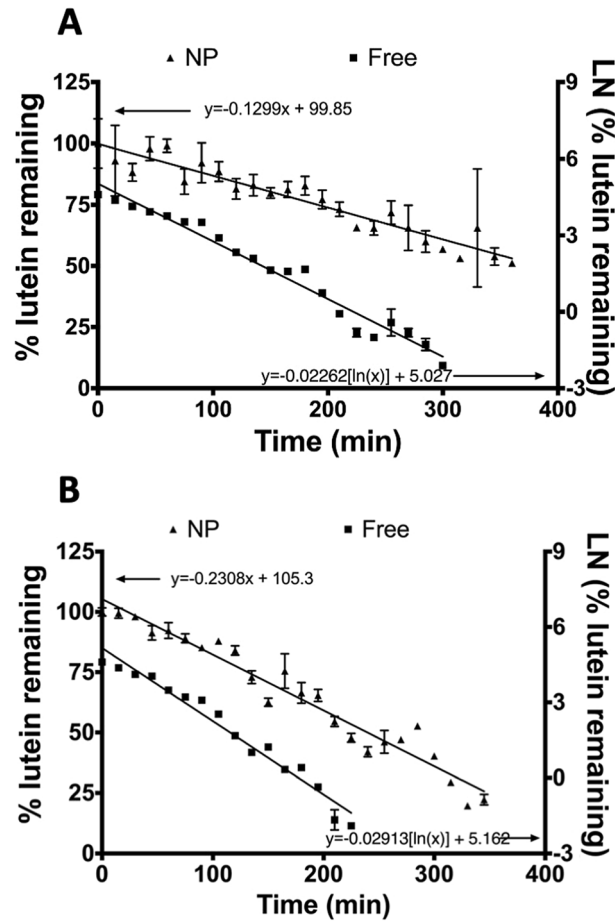 A
NP Free
125
100
75
50
25
0
% lutein remaining
y=-0.1299x + 99.85
y=-0.02262[ln(x)] + 5.027
9
6
3
0
-3
LN (% lutein remaining)
0 100 200 300 400
Time (min)
B
NP Free
125
100
75
50
25
0
% lutein remaining
y=-0.2308x + 105.3
y=-0.02913[ln(x)] + 5.162
9
6
3
0
-3
LN (% lutein remaining)
0 100 200 300 400
Time (min)